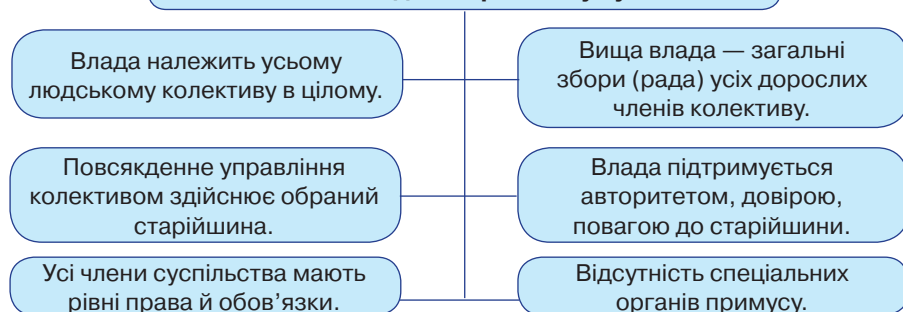 Влада належить усьому
людському колективу в цілому.
Вища влада — загальні
збори (рада) усіх дорослих
членів колективу.
Повсякденне управління
колективом здійснює обраний
старійшина.
Влада підтримується
авторитетом, довірою,
повагою до старійшини.
Усі члени суспільства мають
рівні права й обов’язки.
Відсутність спеціальних
органів примусу.